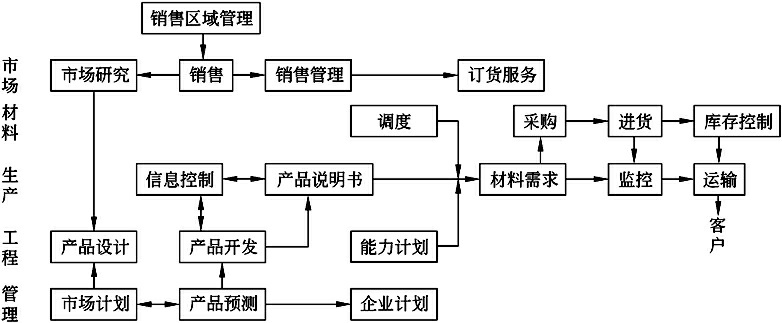 销售区域管理
市场
市场研究
销售
销售管理
订货服务
材料
调度
采购
进货
库存控制
生产
信息控制
产品说明书
材料需求
监控
运输
客户
工程
产品设计
产品开发
能力计划
管理
市场计划
产品预测
企业计划